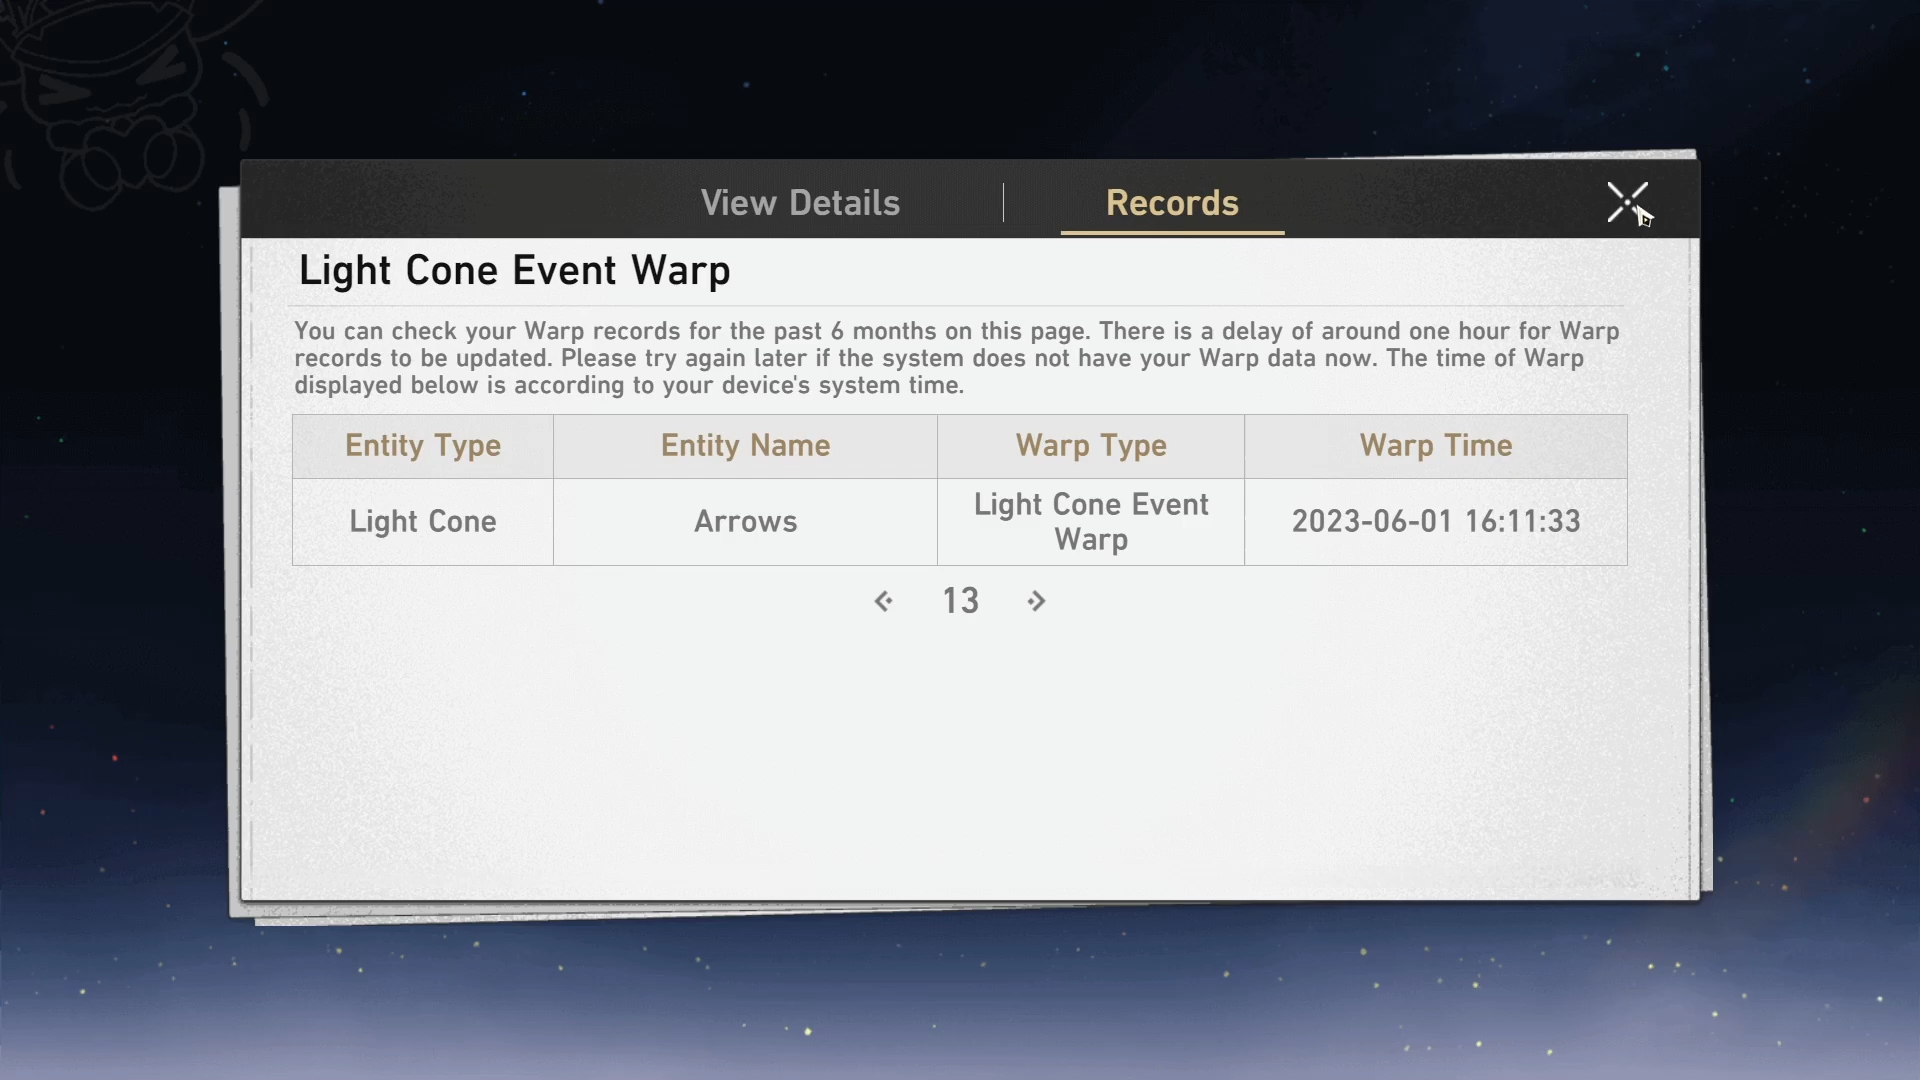 View Details
Records
Light Cone Event Warp
You can check your Warp records for the past 6 months on this page. There is a delay of around one hour for Warp
records to be updated. Please try again later if the system does not have your Warp data now. The time of Warp
displayed below is according to your device's system time.
Entity Type
Entity Name
Warp Type
Warp Time
Light Cone
Arrows
Light Cone Event
Warp
2023-06-01 16:11:33
13